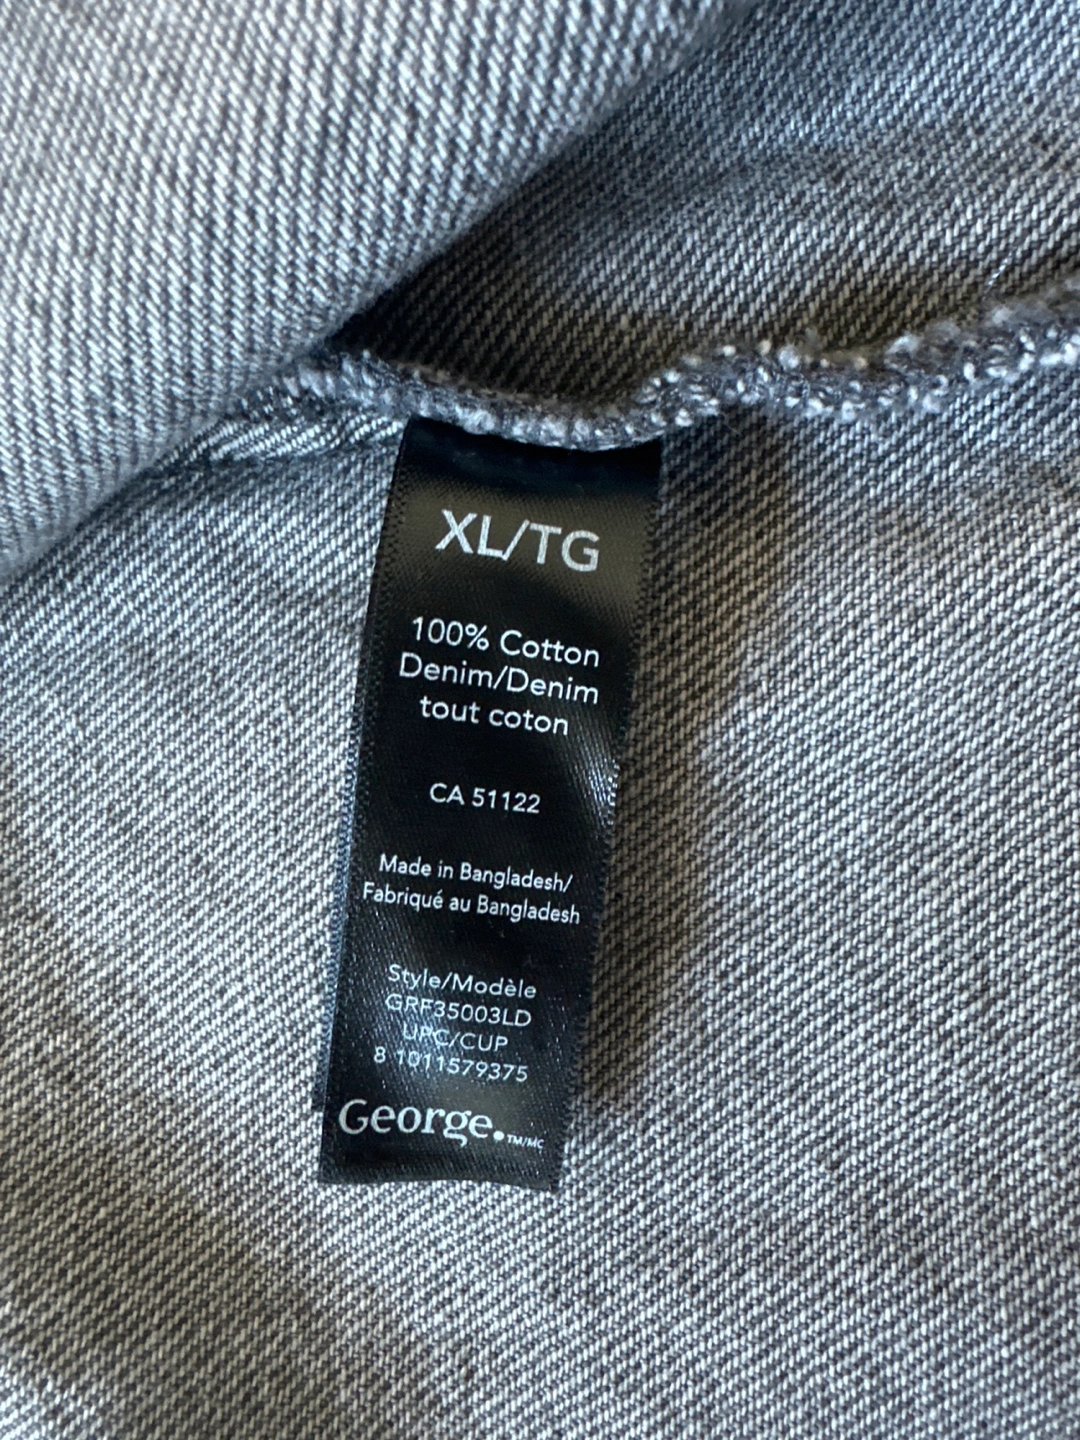 XL/TG
100% Cotton
Denim/Denim
tout coton
CA 51122
Made in Bangladesh/
Fabriqué au Bangladesh
Style/Modèle
GRF35003LD
UPC/CUP
8 1011579375
George.TM/MC